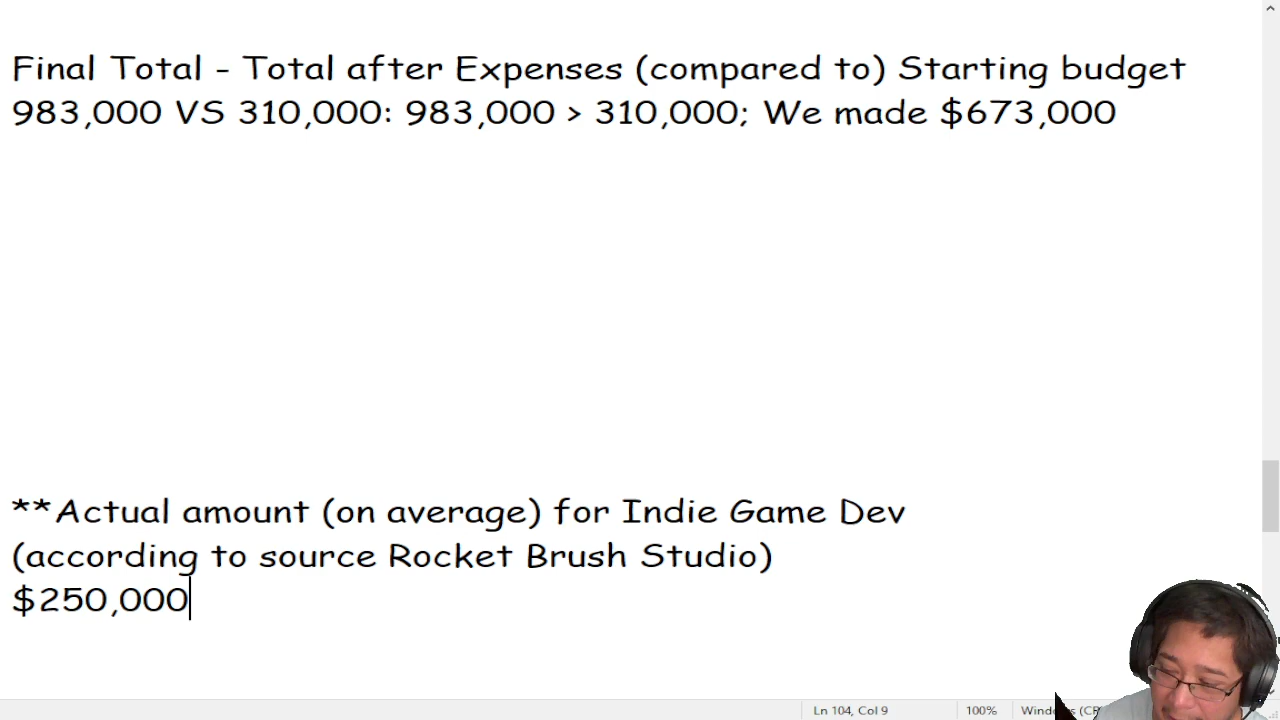 Final Total - Total after Expenses (compared to) Starting budget
983,000 VS 310,000: 983,000 > 310,000; We made $673,000
**Actual amount (on average) for Indie Game Dev
(according to source Rocket Brush Studio)
$250,000
Ln 104, Col 9 100%